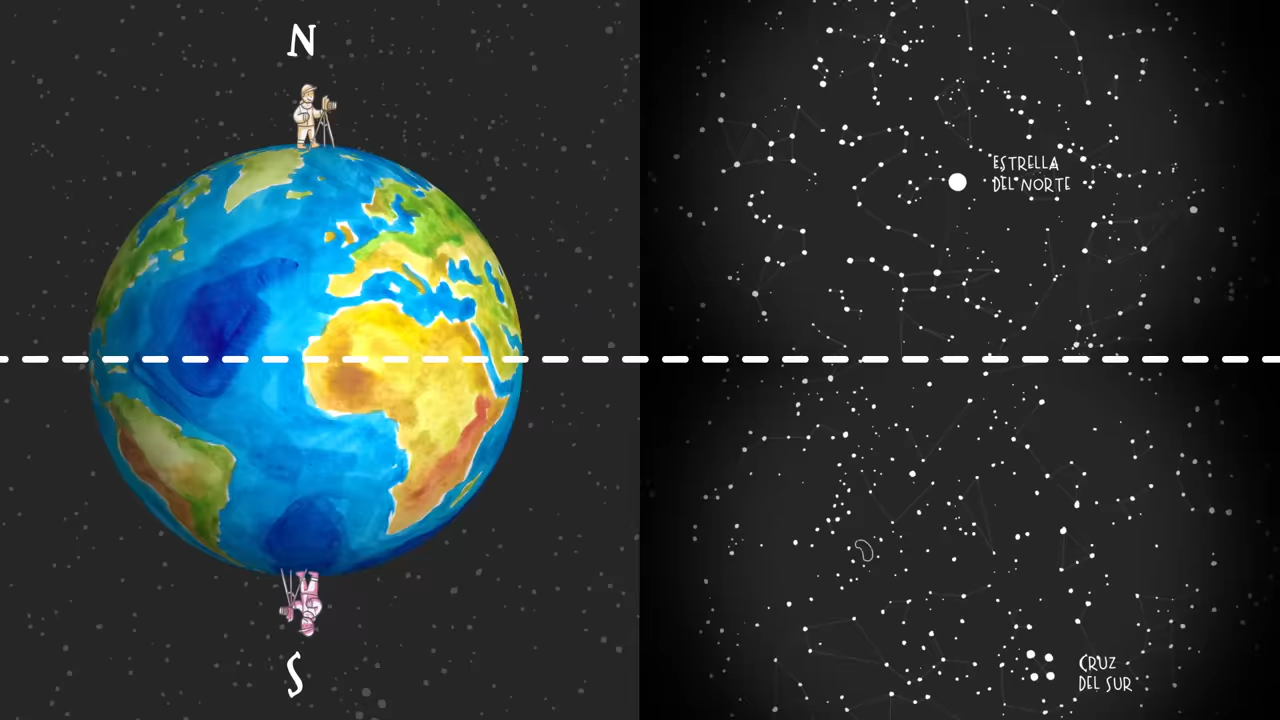 N
ESTRELLA
DEL NORTE
S
CRUZ
DEL SUR